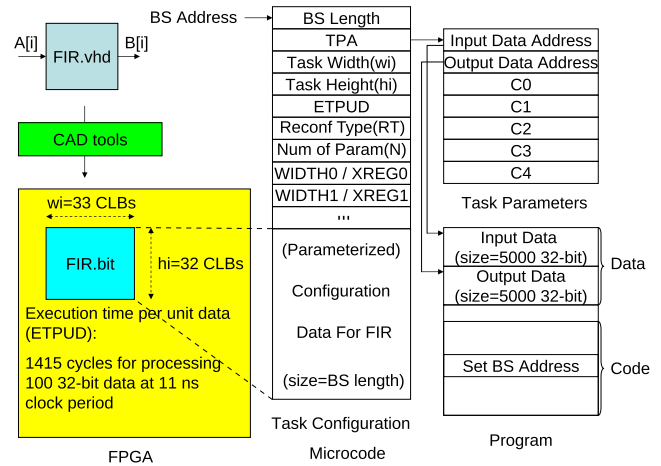 BS Address
A[i]
B[i]
FIR.vhd
CAD tools
wi=33 CLBs
FIR.bit
hi=32 CLBs
Execution time per unit data
(ETPUD):
1415 cycles for processing
100 32-bit data at 11 ns
clock period
FPGA
BS Length
TPA
Task Width(wi)
Task Height(hi)
ETPUD
Reconf Type(RT)
Num of Param(N)
WIDTH0 / XREG0
WIDTH1 / XREG1
...
(Parameterized)
Configuration
Data For FIR
(size=BS length)
Task Configuration
Microcode
Input Data Address
Output Data Address
C0
C1
C2
C3
C4
Task Parameters
Input Data
(size=5000 32-bit)
Output Data
(size=5000 32-bit)
Data
Set BS Address
Code
Program